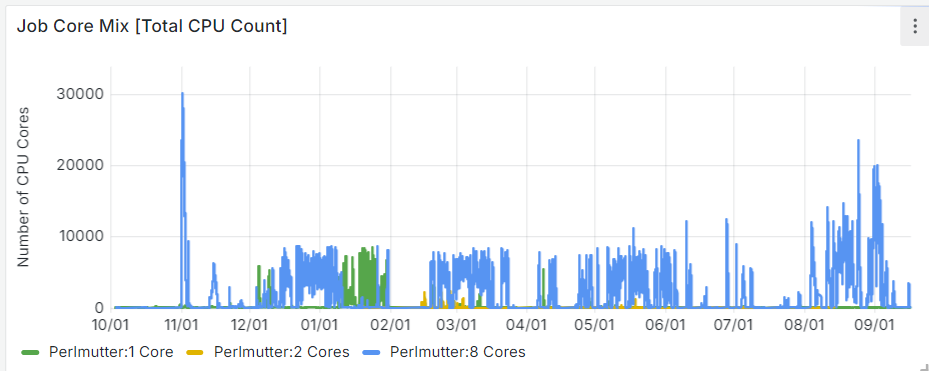 Job Core Mix [Total CPU Count]
Number of CPU Cores
30000
20000
10000
0
10/01 11/01 12/01 01/01 02/01 03/01 04/01 05/01 06/01 07/01 08/01 09/01
Perlmutter:1 Core Perlmutter:2 Cores Perlmutter:8 Cores